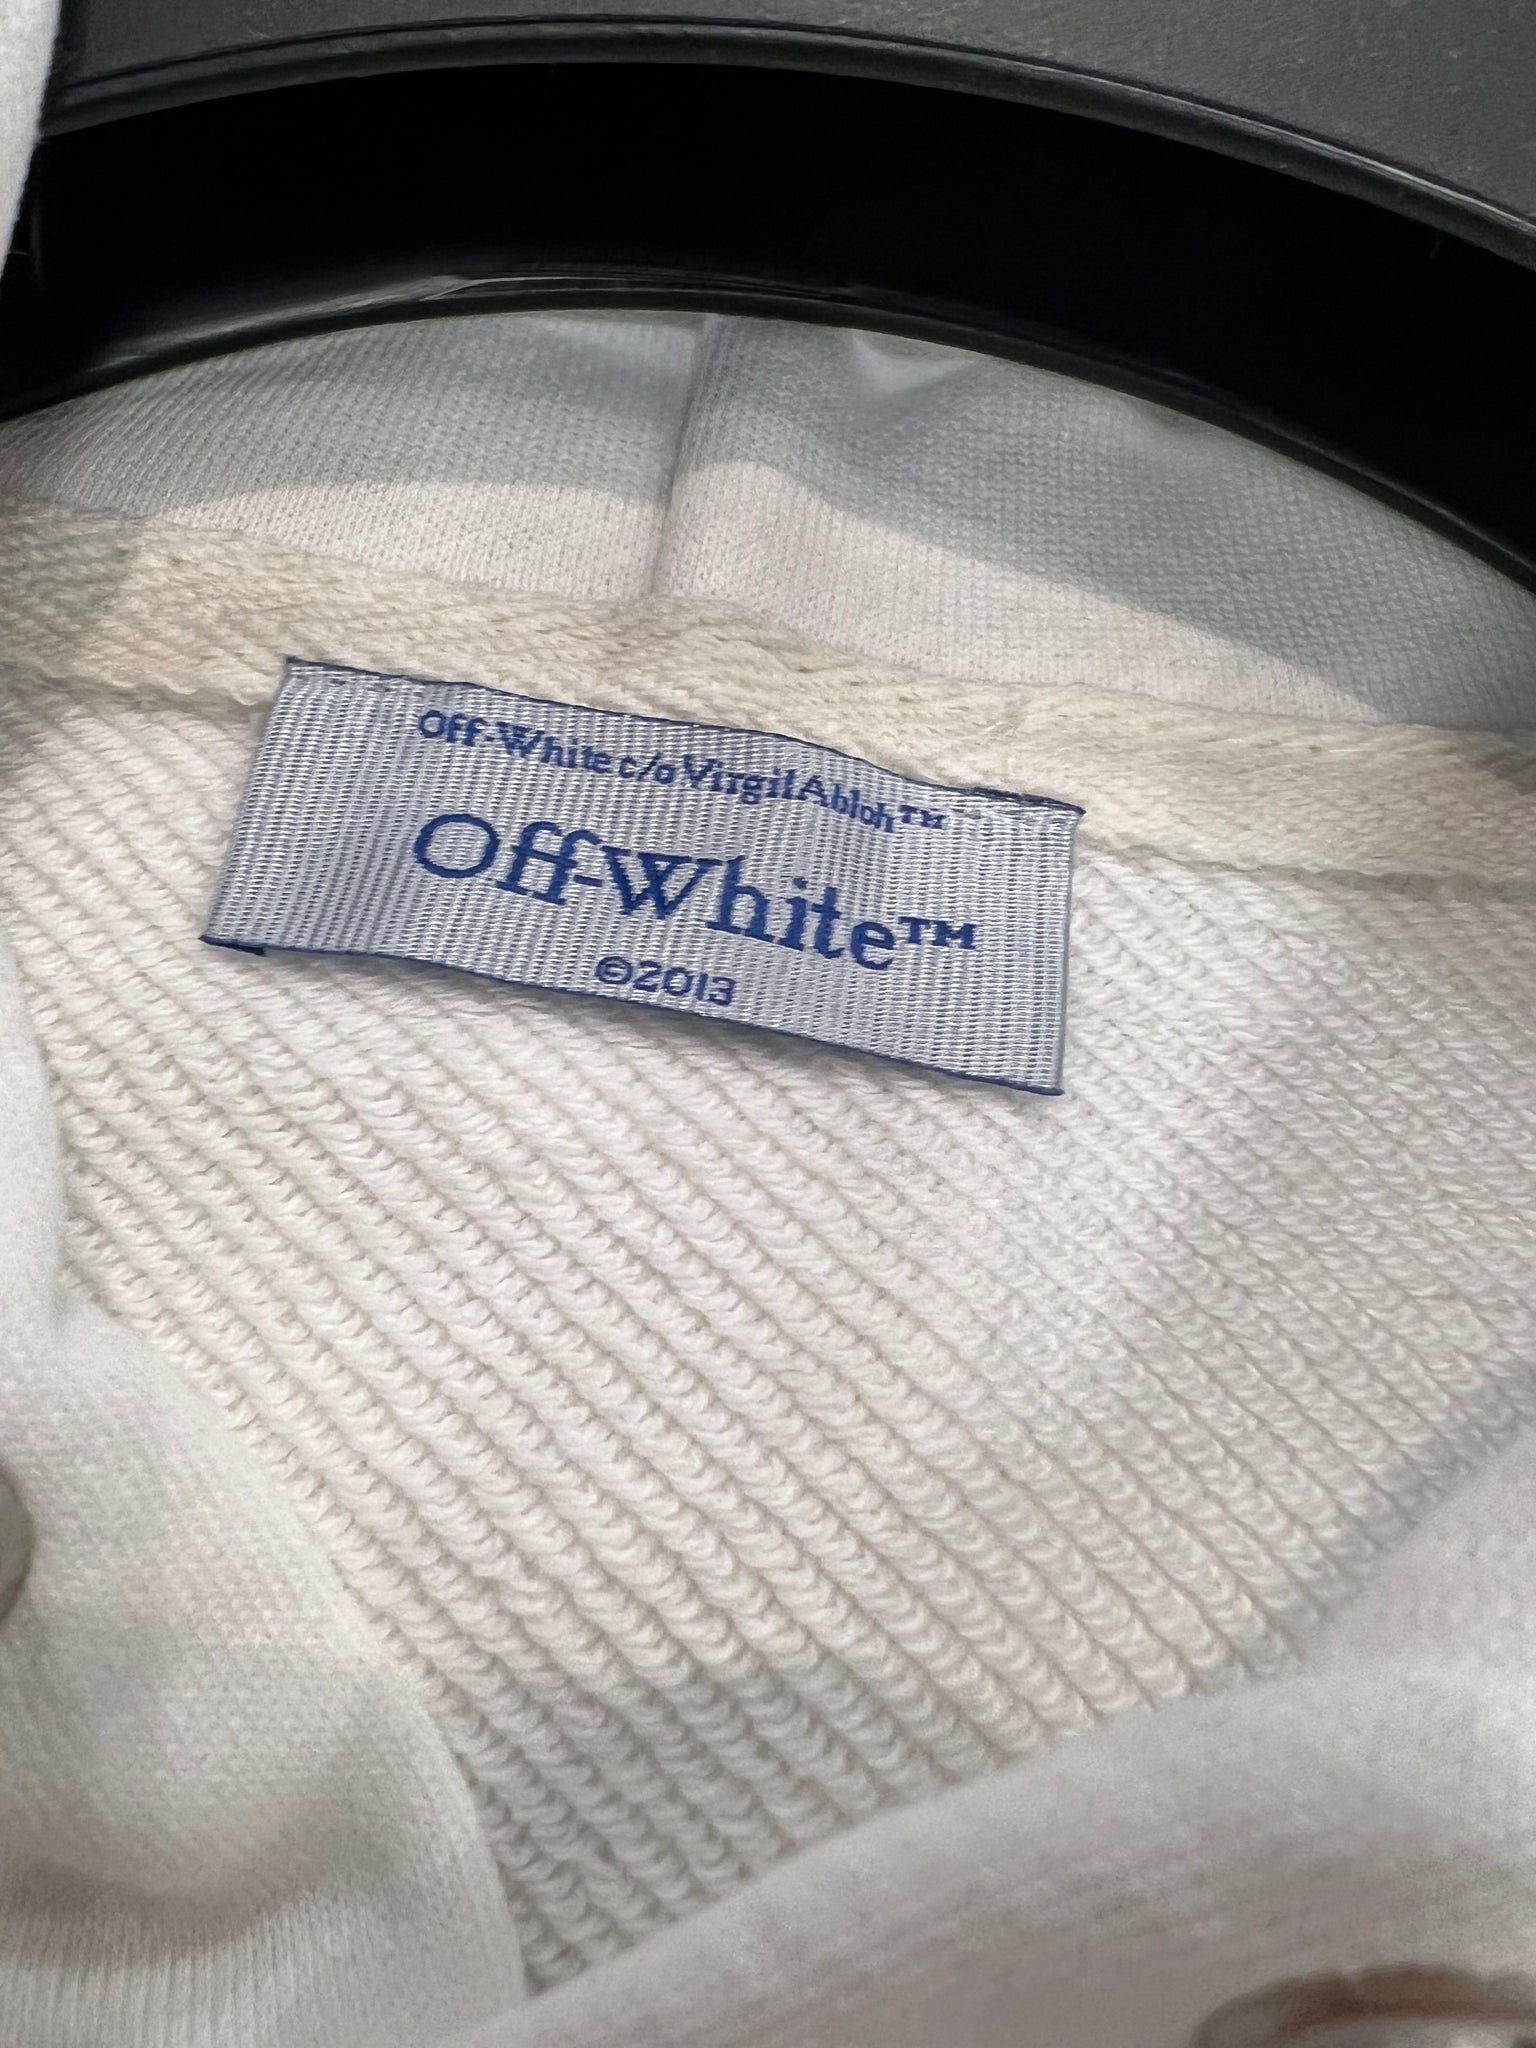 Off-White c/o Virgil Abloh™
Off-White™
©2013